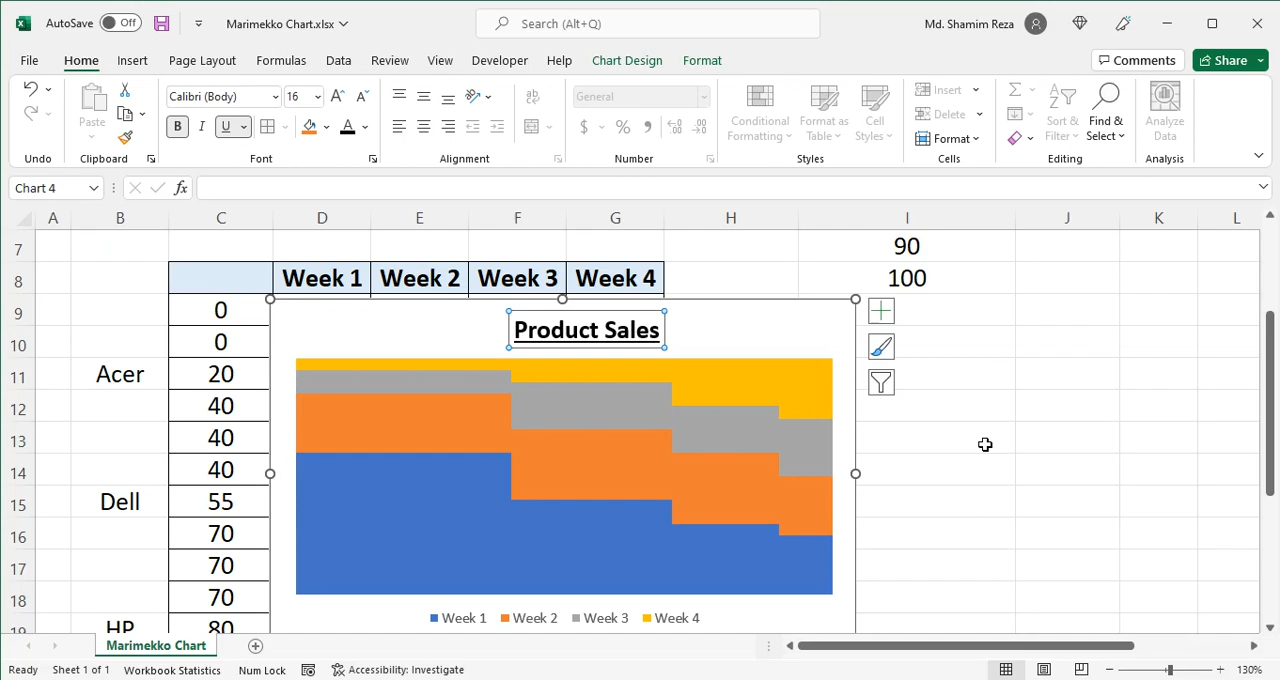 AutoSave Off Marimekko Chart.xlsx Search (Alt+Q) Md. Shamim Reza
File Home Insert Page Layout Formulas Data Review View Developer Help Chart Design Format Comments Share
Paste Calibri (Body) 16 General Conditional Formatting Format as Table Cell Styles Insert Delete Format Sort & Filter Find & Select Analyze Data
Undo Clipboard Font Alignment Number Styles Cells Editing Analysis
Chart 4 fx
A B C D E F G H I J K L
7 90
8 Week 1 Week 2 Week 3 Week 4 100
9 0
Product Sales
10 0
11 Acer 20
12 40
13 40
14 40
15 Dell 55
16 70
17 70
18 70
Week 1 Week 2 Week 3 Week 4
19 HP 80
Marimekko Chart
Ready Sheet 1 of 1 Workbook Statistics Num Lock Accessibility: Investigate 130%